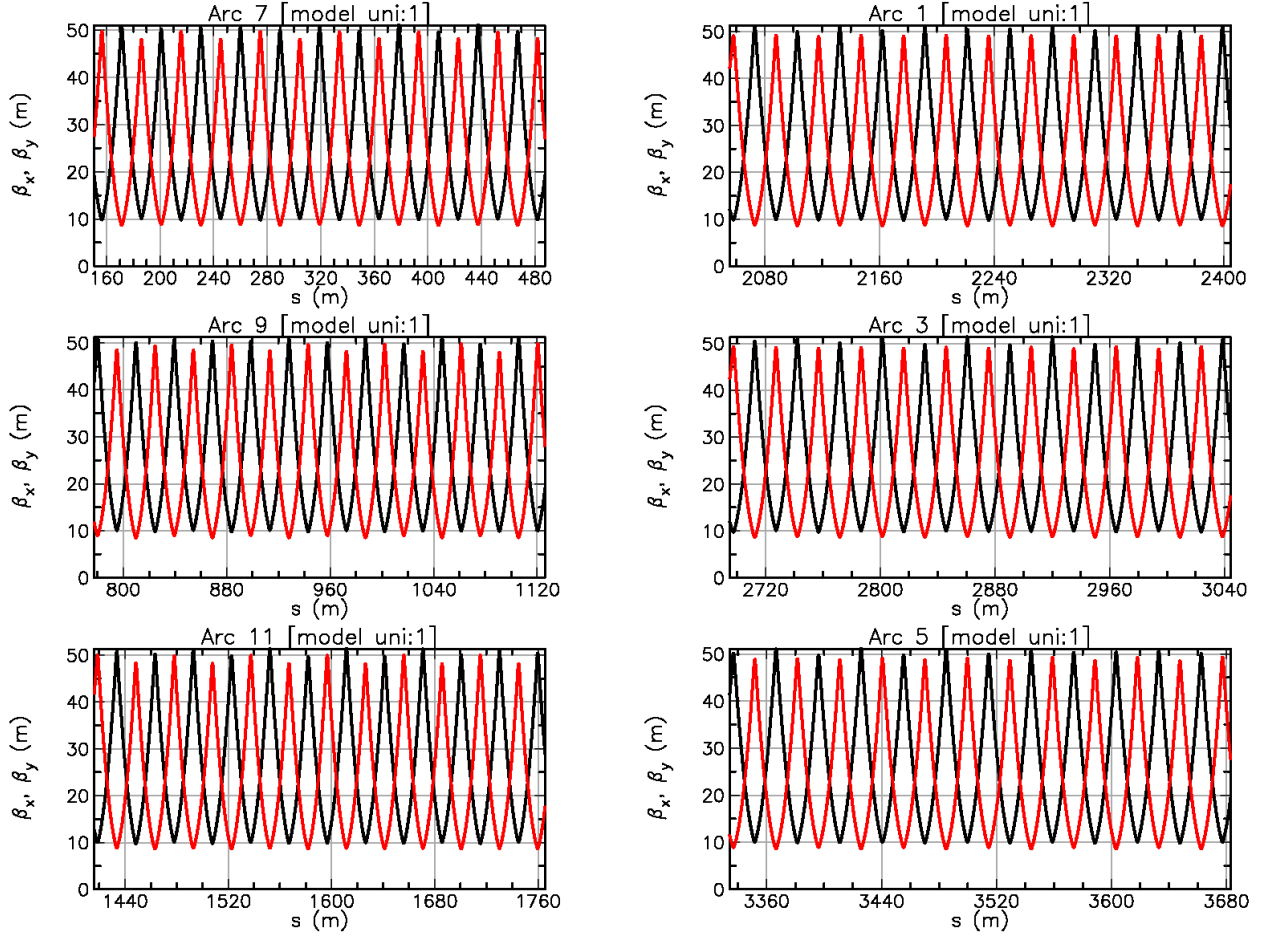 Arc 7 [model uni:1]
50
40
30
20
10
0
βx, βy (m)
160 200 240 280 320 360 400 440 480
s (m)
Arc 1 [model uni:1]
50
40
30
20
10
0
βx, βy (m)
2080 2160 2240 2320 2400
s (m)
Arc 9 [model uni:1]
50
40
30
20
10
0
βx, βy (m)
800 880 960 1040 1120
s (m)
Arc 3 [model uni:1]
50
40
30
20
10
0
βx, βy (m)
2720 2800 2880 2960 3040
s (m)
Arc 11 [model uni:1]
50
40
30
20
10
0
βx, βy (m)
1440 1520 1600 1680 1760
s (m)
Arc 5 [model uni:1]
50
40
30
20
10
0
βx, βy (m)
3360 3440 3520 3600 3680
s (m)